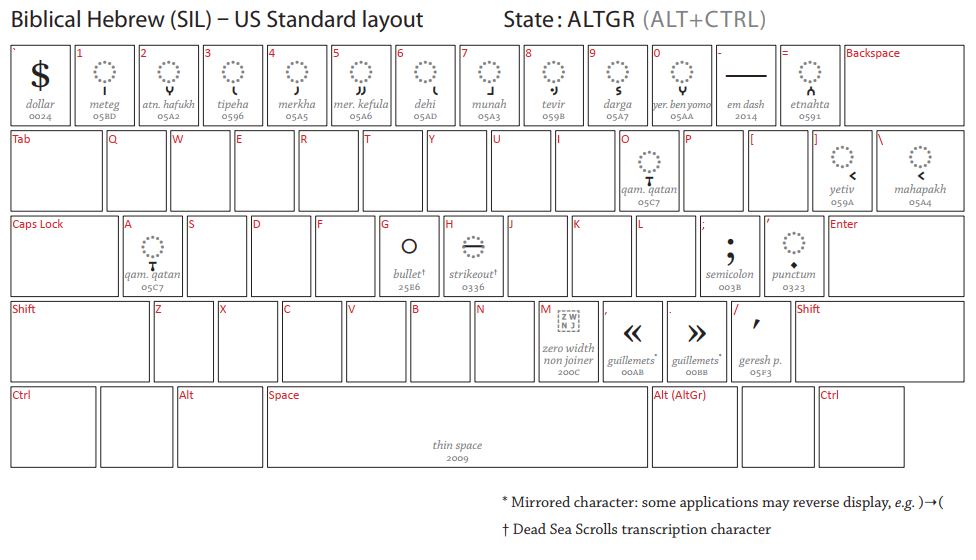 Biblical Hebrew (SIL) – US Standard layout State: ALTGR (ALT+CTRL)
` 1 2 3 4 5 6 7 8 9 0 - = Backspace
$ ◌ֽ ◌֢ ◌֖ ◌֥ ◌֦ ◌֭ ◌֣ ◌֛ ◌֧ ◌֪ — ◌֑
dollar meteg atn. hafukh tipeha merkha mer. kefula dehi munah tevir darga yer. ben yomo em dash etnahta
0024 05BD 05A2 0596 05A5 05A6 05AD 05A3 059B 05A7 05AA 2014 0591
Tab Q W E R T Y U I O P [ ] \
◌ׇ ◌֚ ◌֤
qam. qatan yetiv mahapakh
05C7 059A 05A4
Caps Lock A S D F G H J K L ; ' Enter
◌ׇ ○ ◌̶ ; ◌̣
qam. qatan bullet† strikeout† semicolon punctum
05C7 25E6 0336 003B 0323
Shift Z X C V B N M , . / Shift
ZW
NJ « » ׳
zero width
non joiner guillemets* guillemets* geresh p.
200C 00AB 00BB 05F3
Ctrl Alt Space Alt (AltGr) Ctrl
thin space
2009
* Mirrored character: some applications may reverse display, e.g. )→(
† Dead Sea Scrolls transcription character